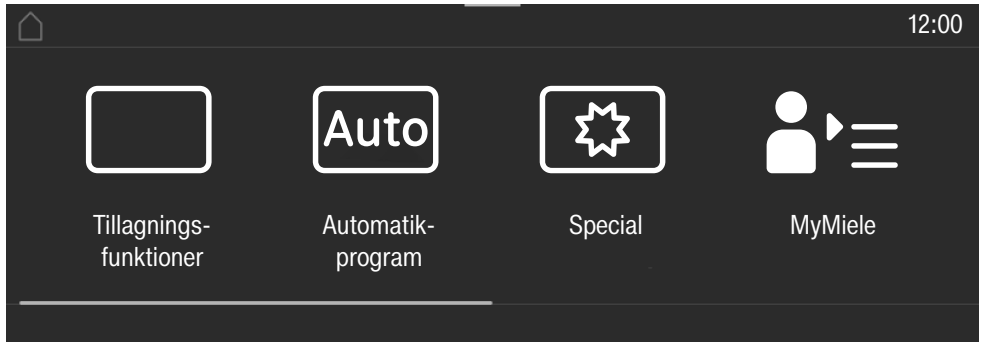 12:00
Auto
Tillagnings-
funktioner
Automatik-
program
Special
MyMiele